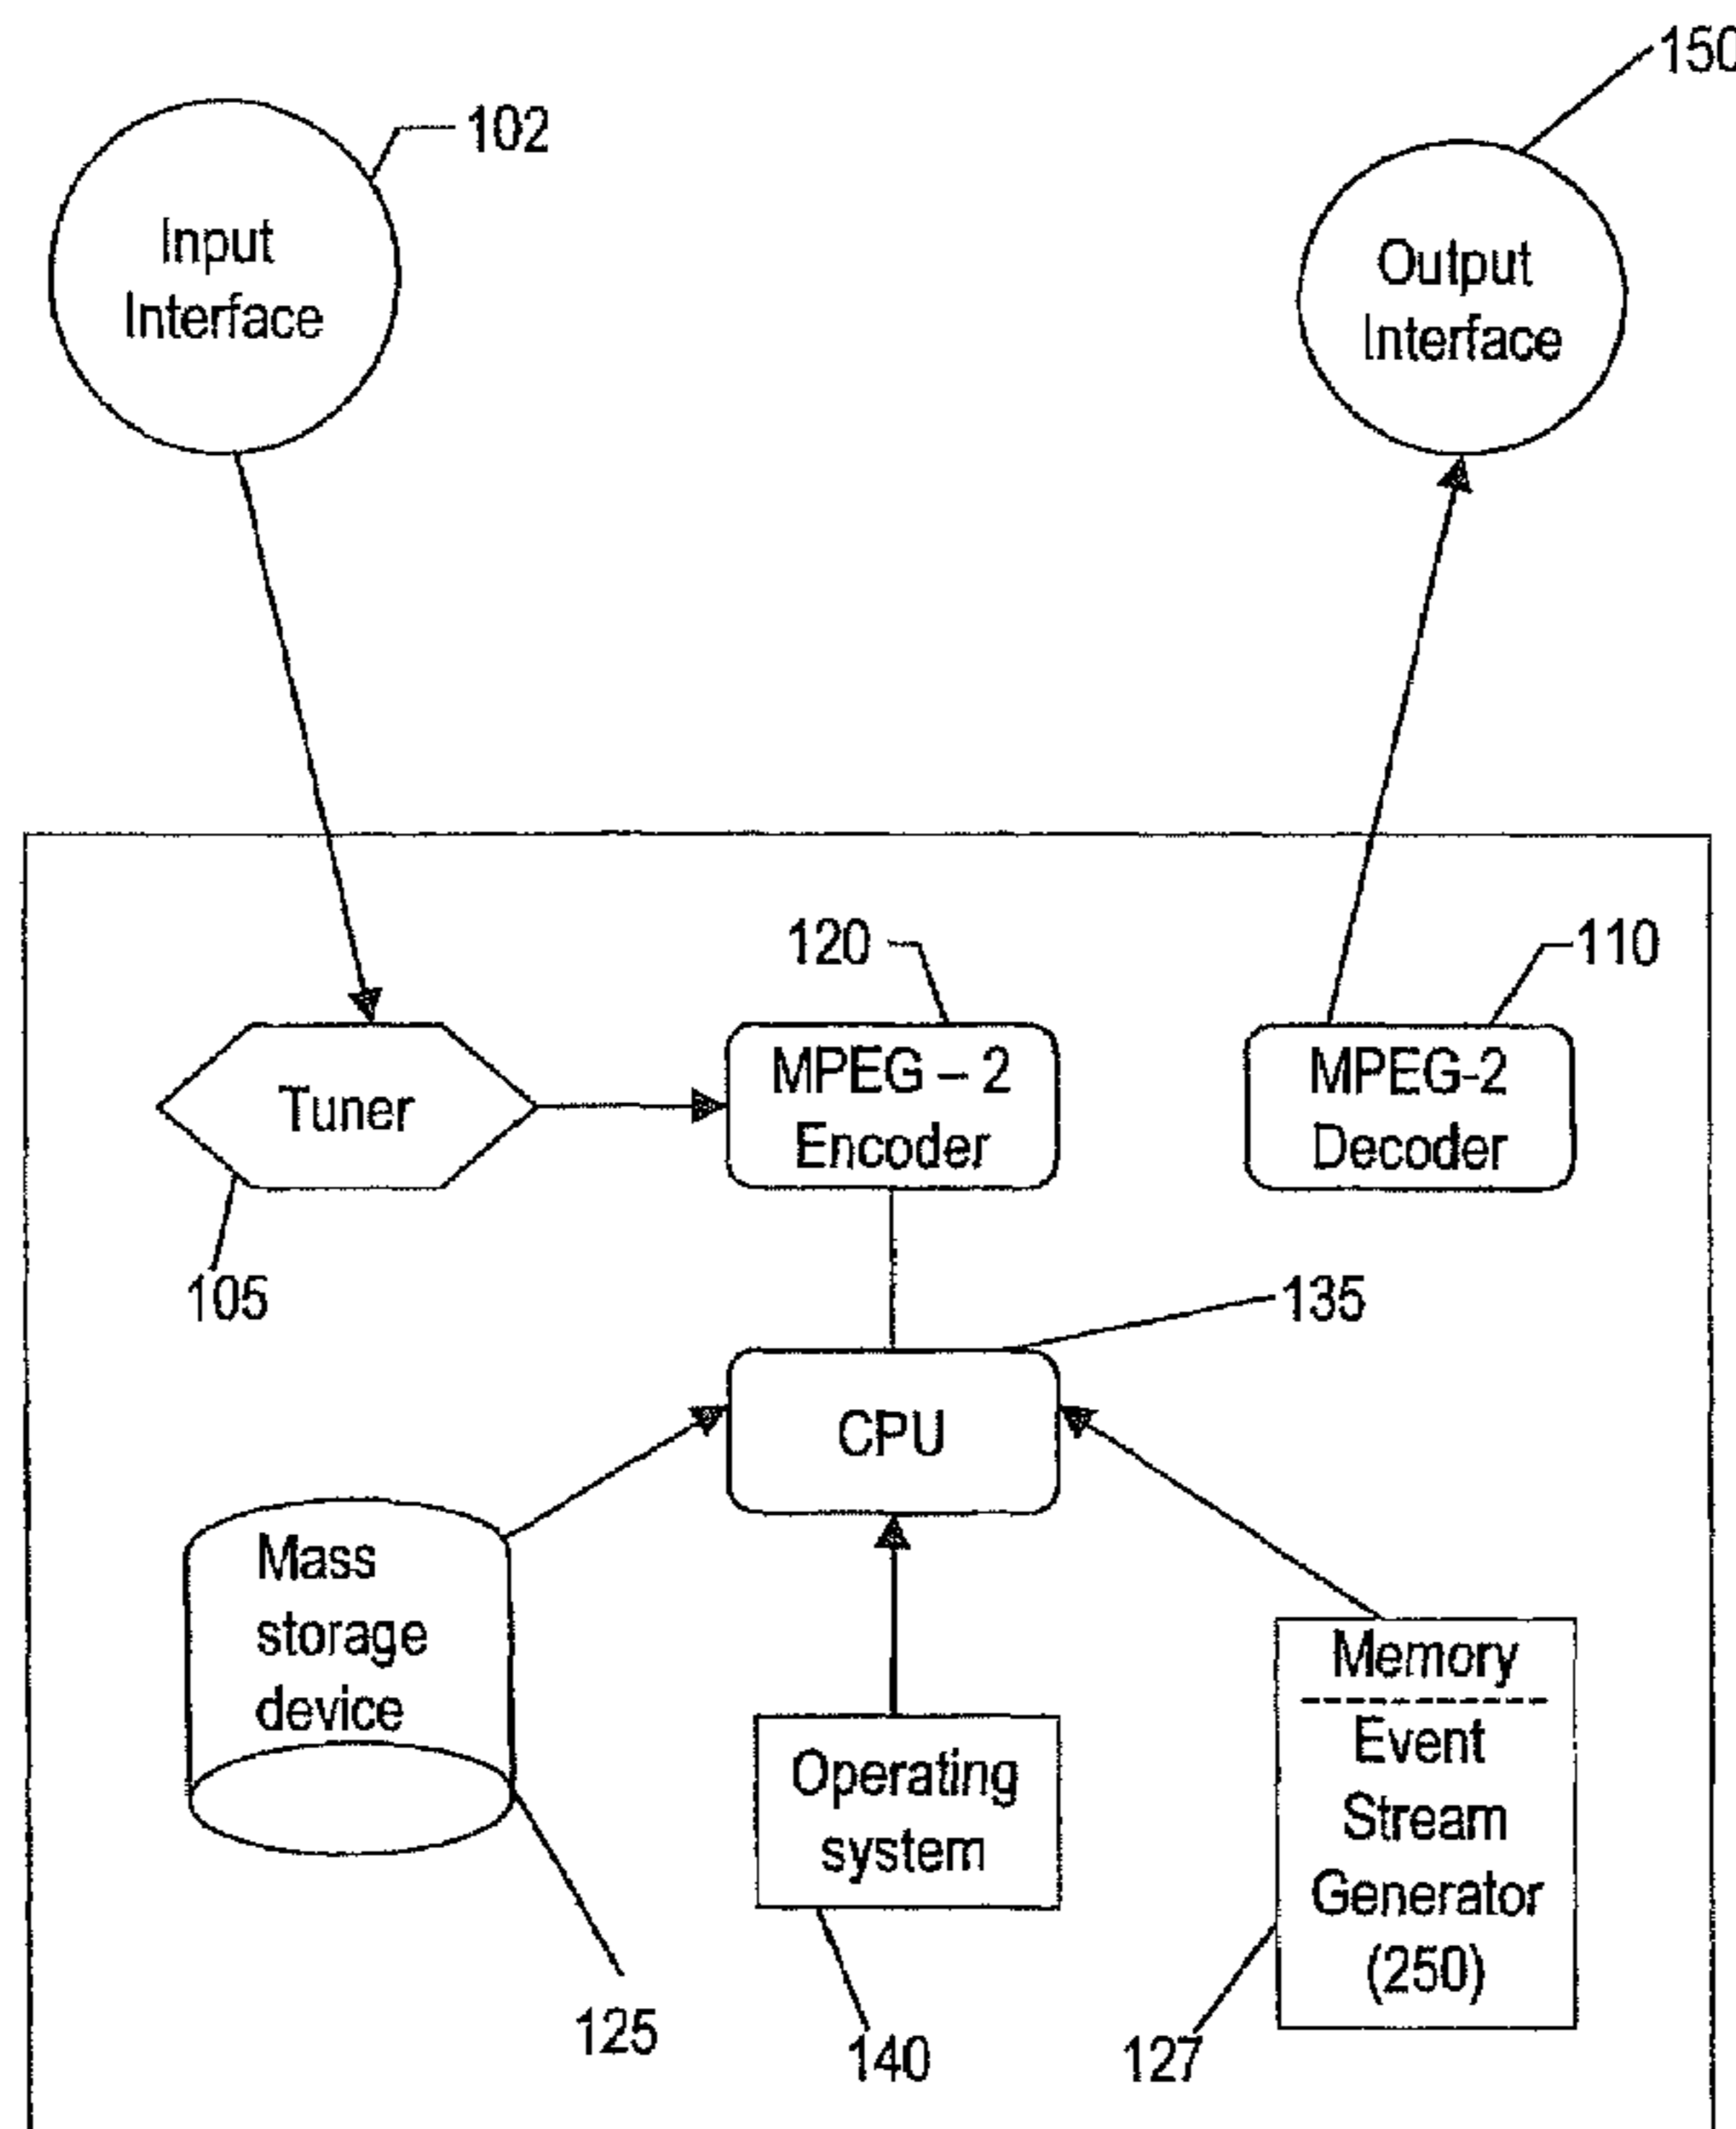 150
102
Input
Interface
Output
Interface
120
110
Tuner
MPEG – 2
Encoder
MPEG-2
Decoder
105
135
CPU
Mass
storage
device
Operating
system
Memory
Event
Stream
Generator
(250)
125
140
127